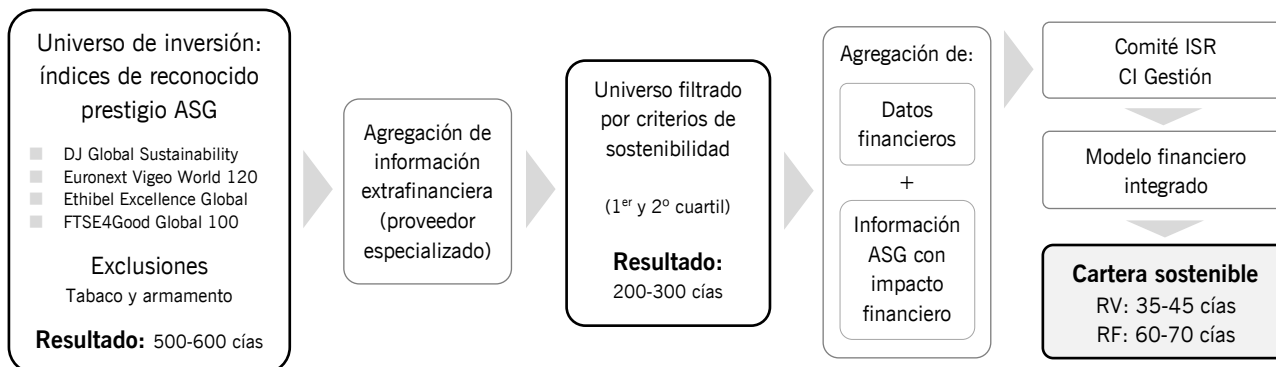 Universo de inversión:
índices de reconocido
prestigio ASG
DJ Global Sustainability
Euronext Vigeo World 120
Ethibel Excellence Global
FTSE4Good Global 100
Exclusiones
Tabaco y armamento
Resultado: 500-600 cías
Agregación de
información
extrafinanciera
(proveedor
especializado)
Universo filtrado
por criterios de
sostenibilidad
(1er y 2º cuartil)
Resultado:
200-300 cías
Agregación de:
Datos
financieros
+
Información
ASG con
impacto
financiero
Comité ISR
CI Gestión
Modelo financiero
integrado
Cartera sostenible
RV: 35-45 cías
RF: 60-70 cías